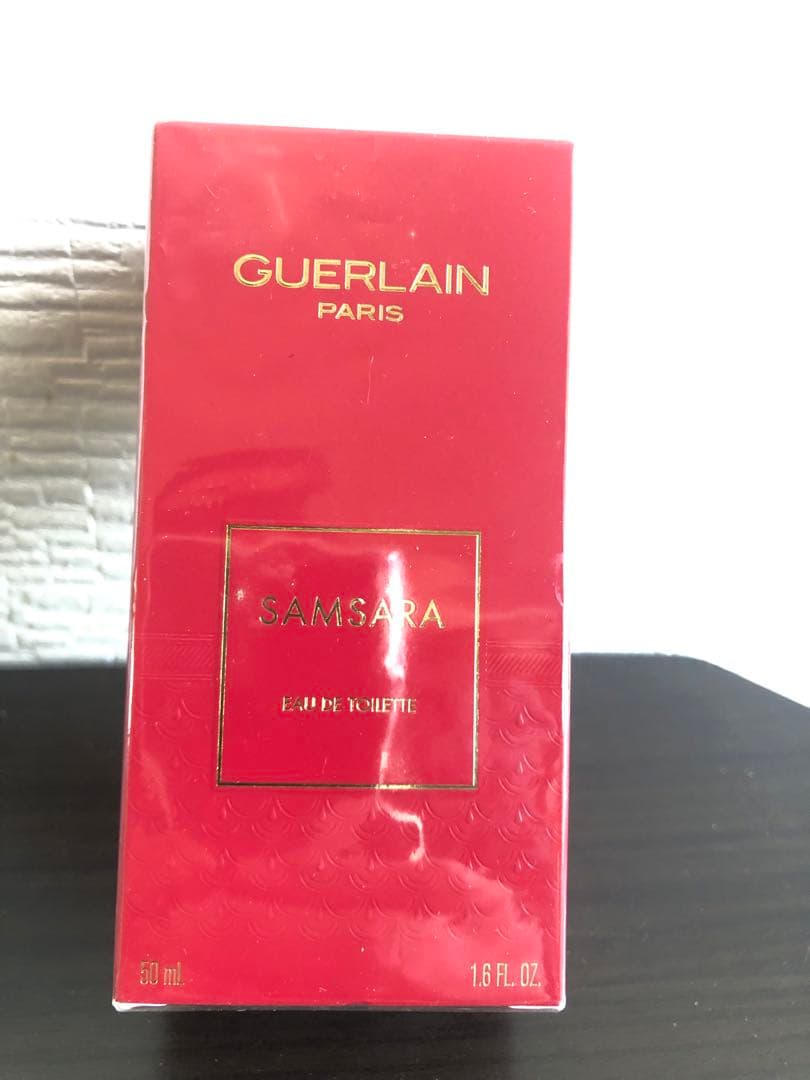 GUERLAIN
PARIS
SAMSARA
EAU DE TOILETTE
50 mL
1.6 FL. OZ.